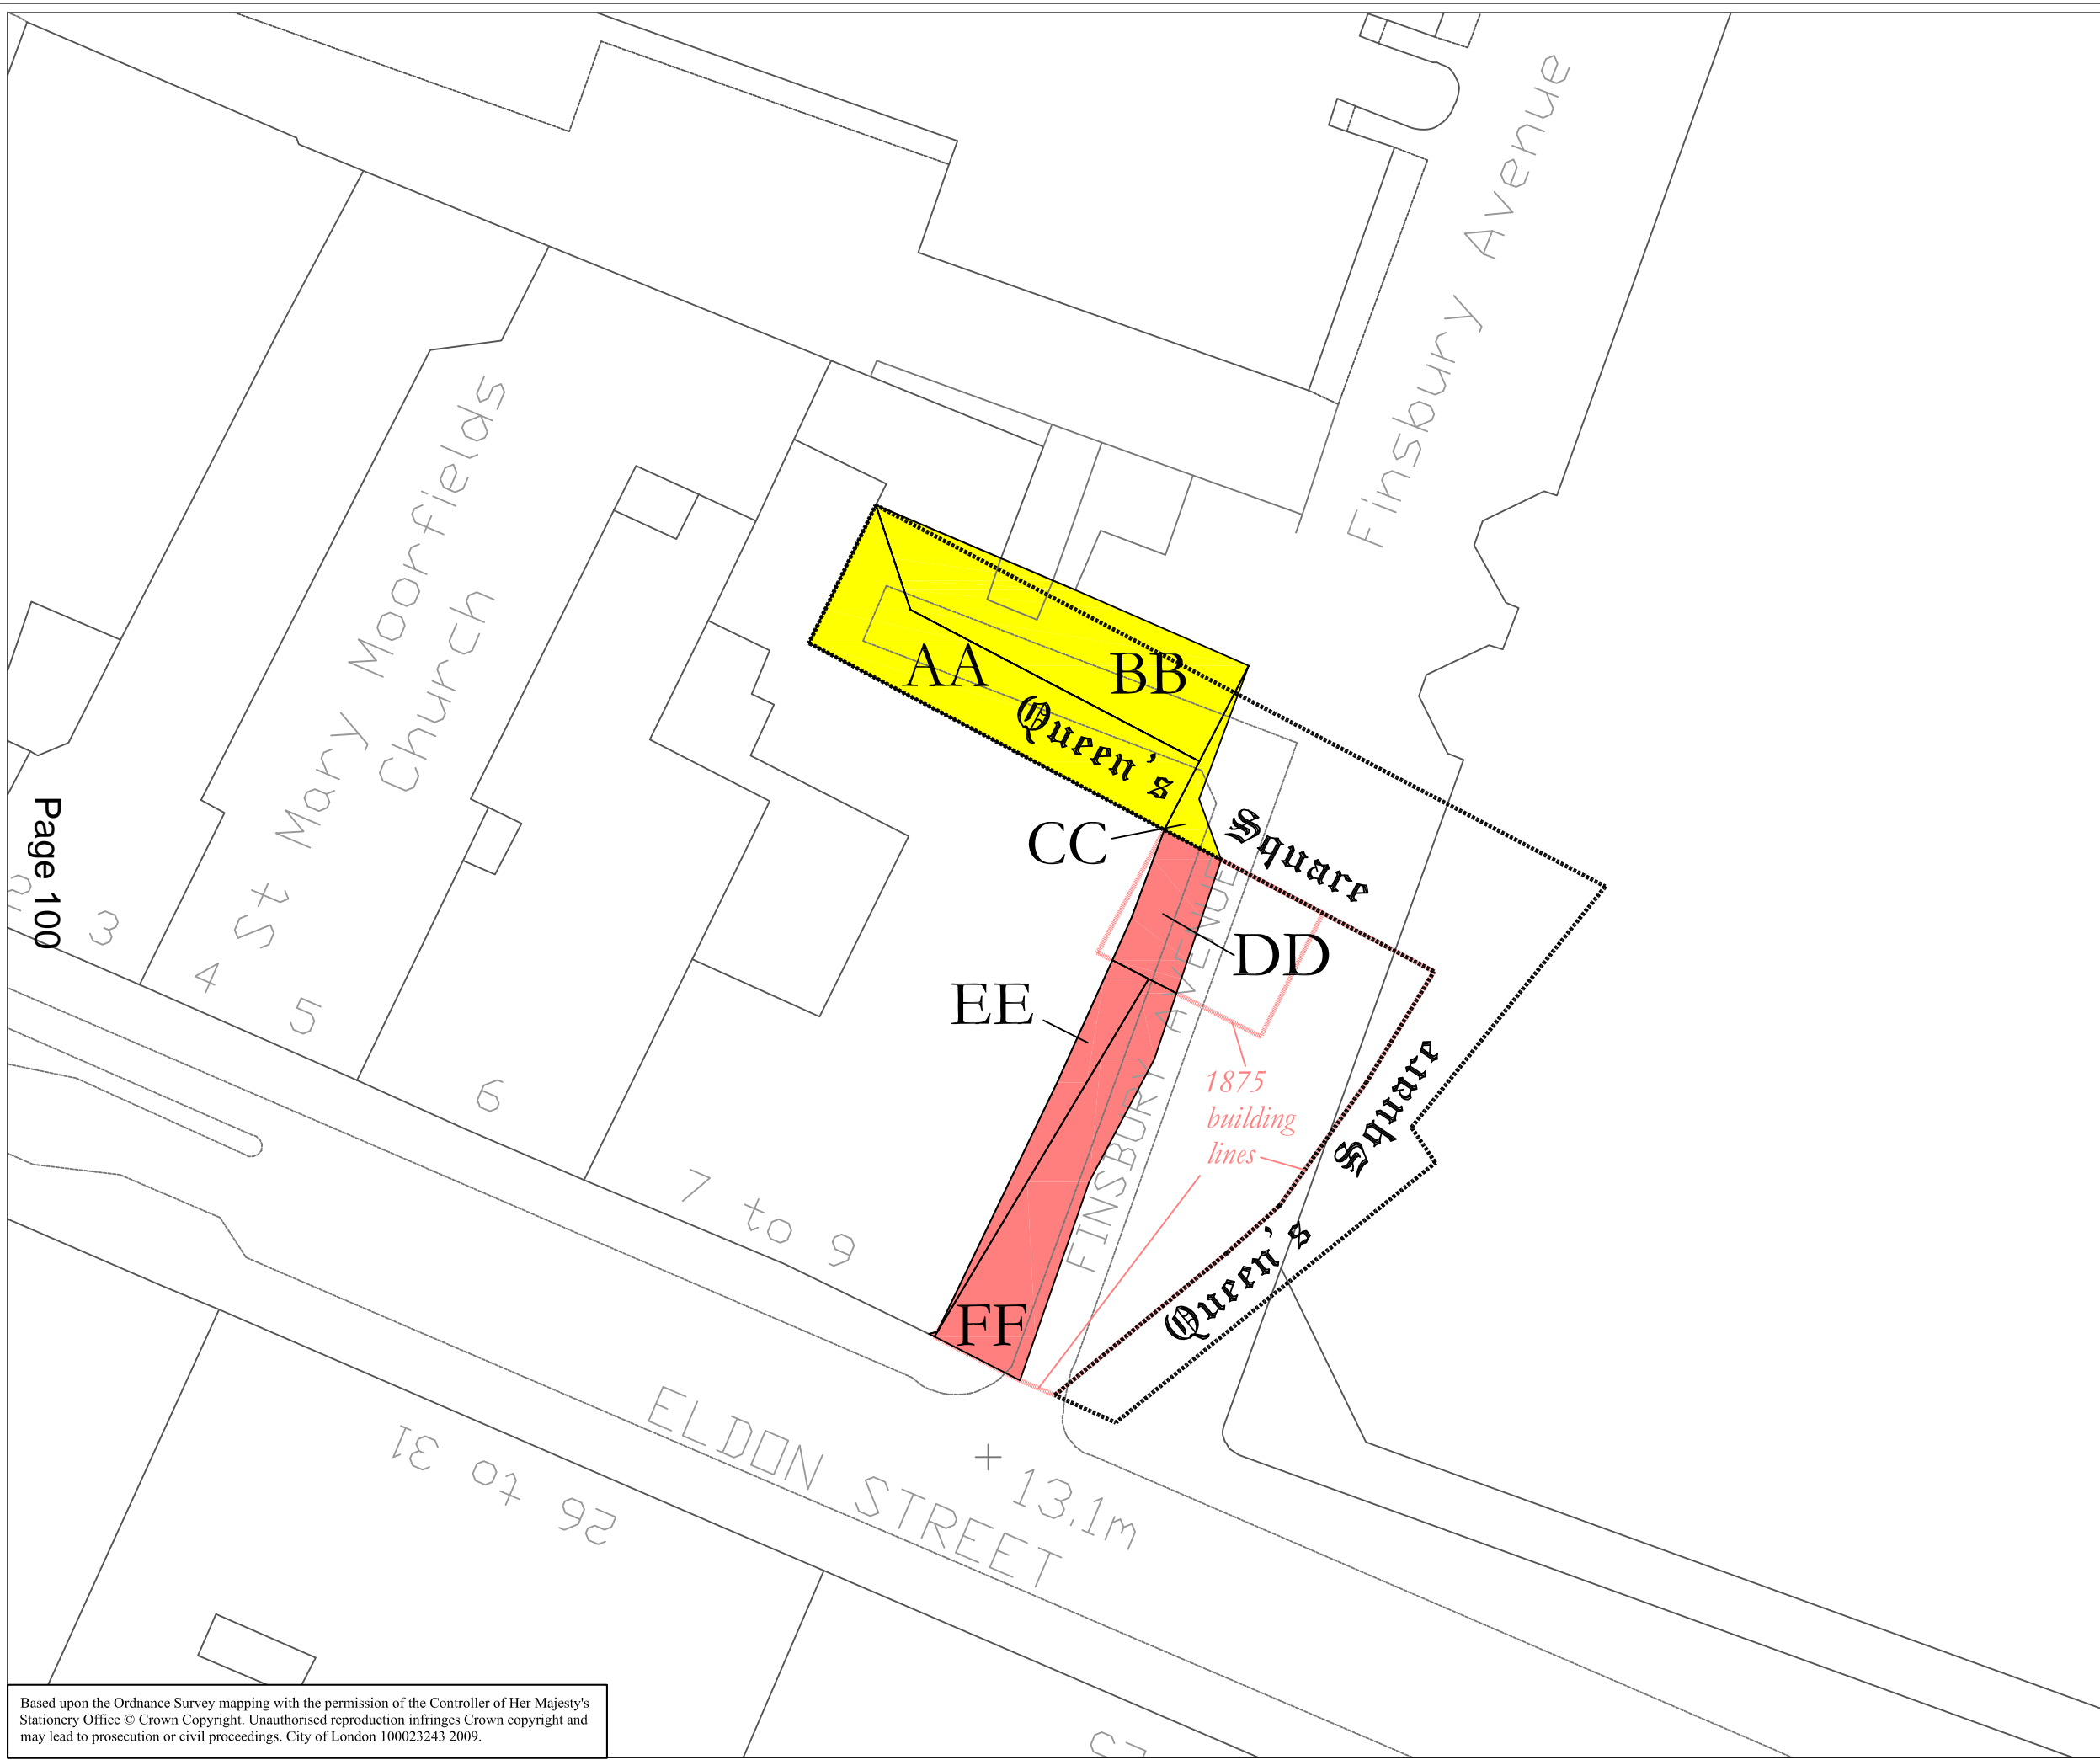 Finsbury Avenue
St Mary Moorfields
Church
AA
BB
Queen's
Square
CC
DD
EE
FF
FINSBURY AVENUE
1875
building
lines
Queen's
Square
Page 100
3
4
5
6
7 to 9
ELDON STREET
+ 13.1m
26 to 31
Based upon the Ordnance Survey mapping with the permission of the Controller of Her Majesty's
Stationery Office © Crown Copyright. Unauthorised reproduction infringes Crown copyright and
may lead to prosecution or civil proceedings. City of London 100023243 2009.